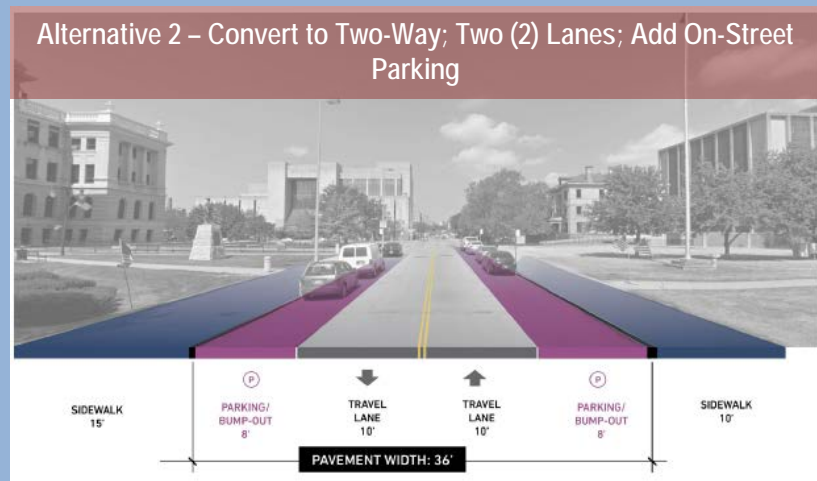 Alternative 2 – Convert to Two-Way; Two (2) Lanes; Add On-Street
Parking
SIDEWALK
15'
P
PARKING/
BUMP-OUT
8'
TRAVEL
LANE
10'
TRAVEL
LANE
10'
P
PARKING/
BUMP-OUT
8'
SIDEWALK
10'
PAVEMENT WIDTH: 36'